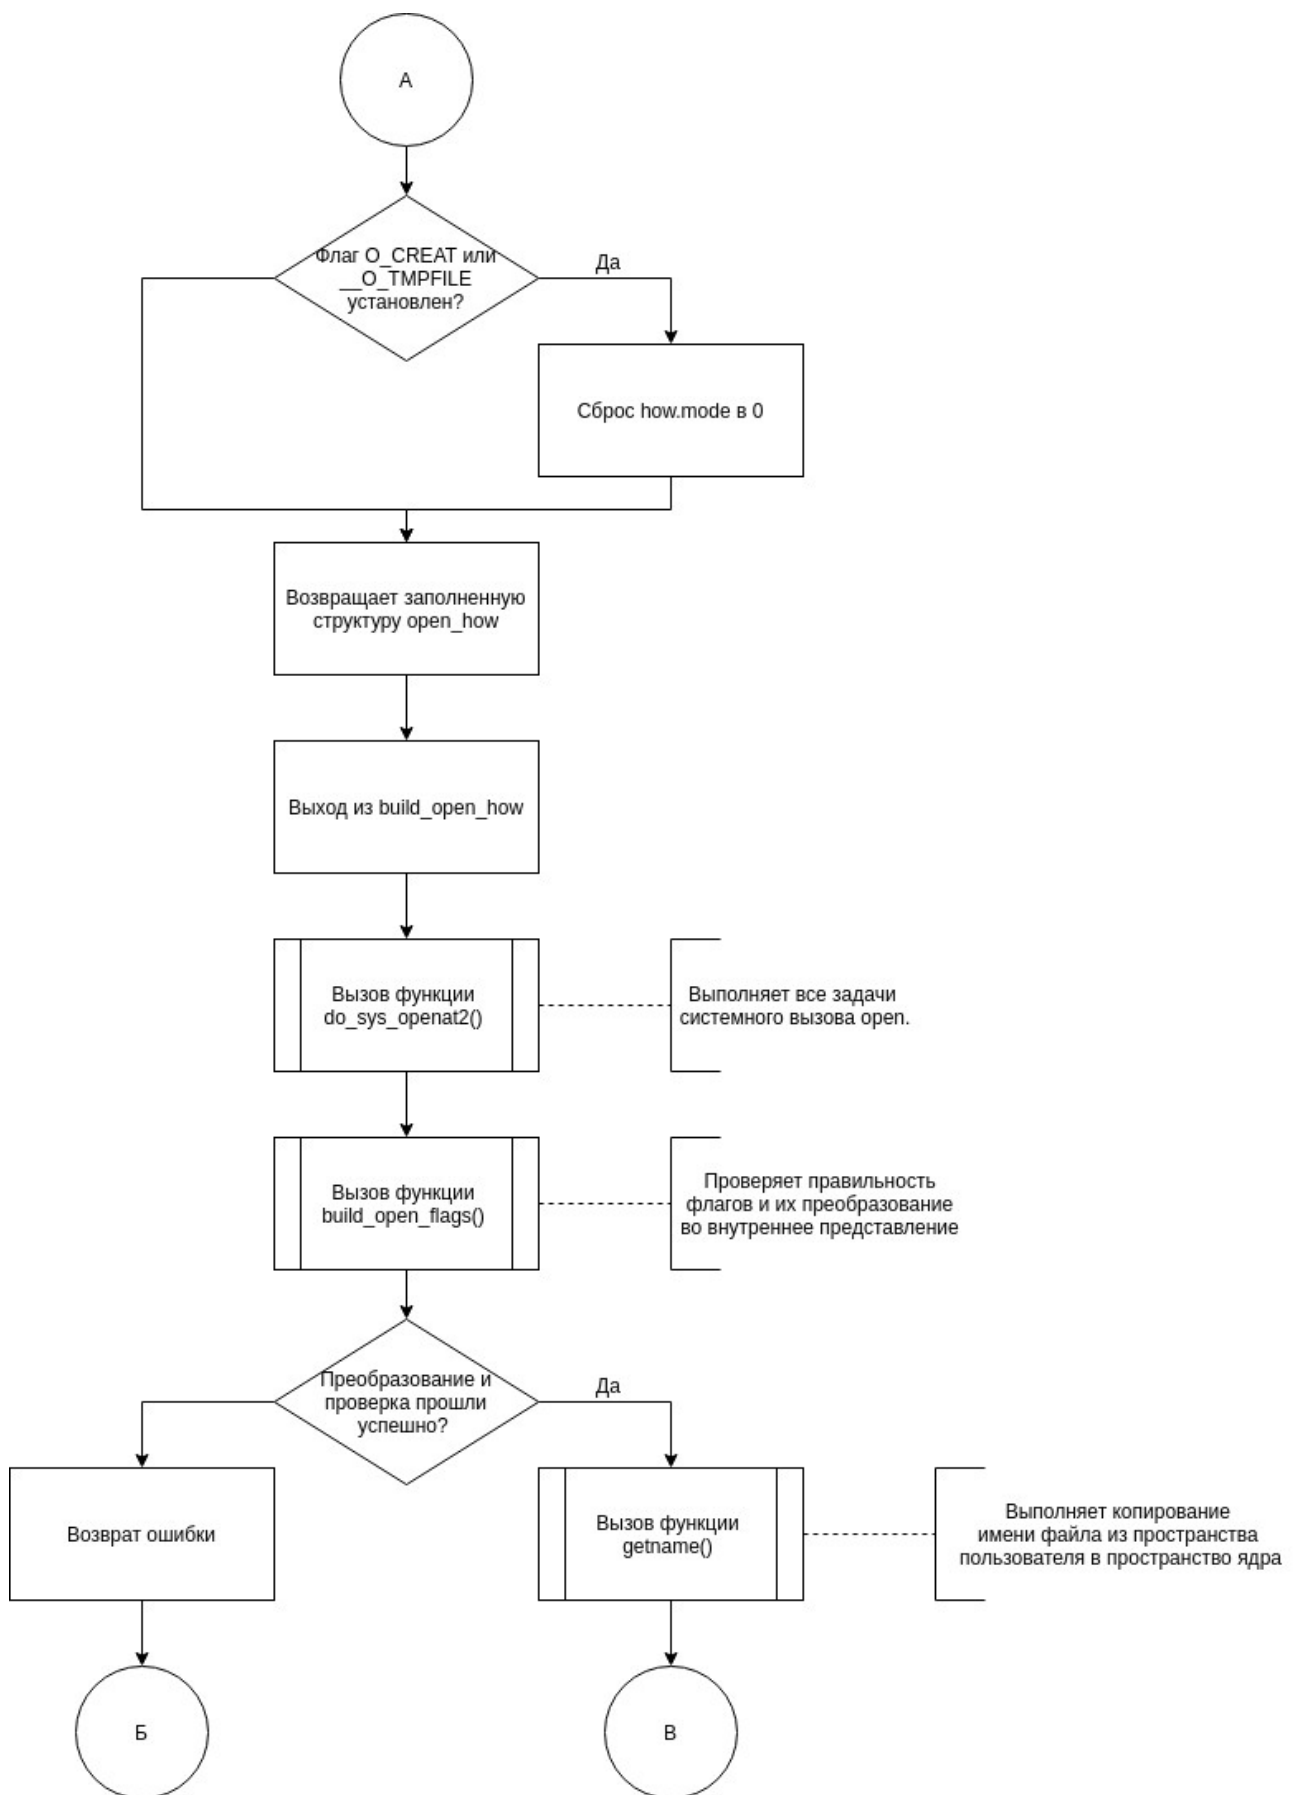 А
Флаг O_CREAT или
__O_TMPFILE
установлен?
Да
Сброс how.mode в 0
Возвращает заполненную
структуру open_how
Выход из build_open_how
Вызов функции
do_sys_openat2()
Выполняет все задачи
системного вызова open.
Вызов функции
build_open_flags()
Проверяет правильность
флагов и их преобразование
во внутреннее представление
Преобразование и
проверка прошли
успешно?
Да
Возврат ошибки
Вызов функции
getname()
Выполняет копирование
имени файла из пространства
пользователя в пространство ядра
Б
В